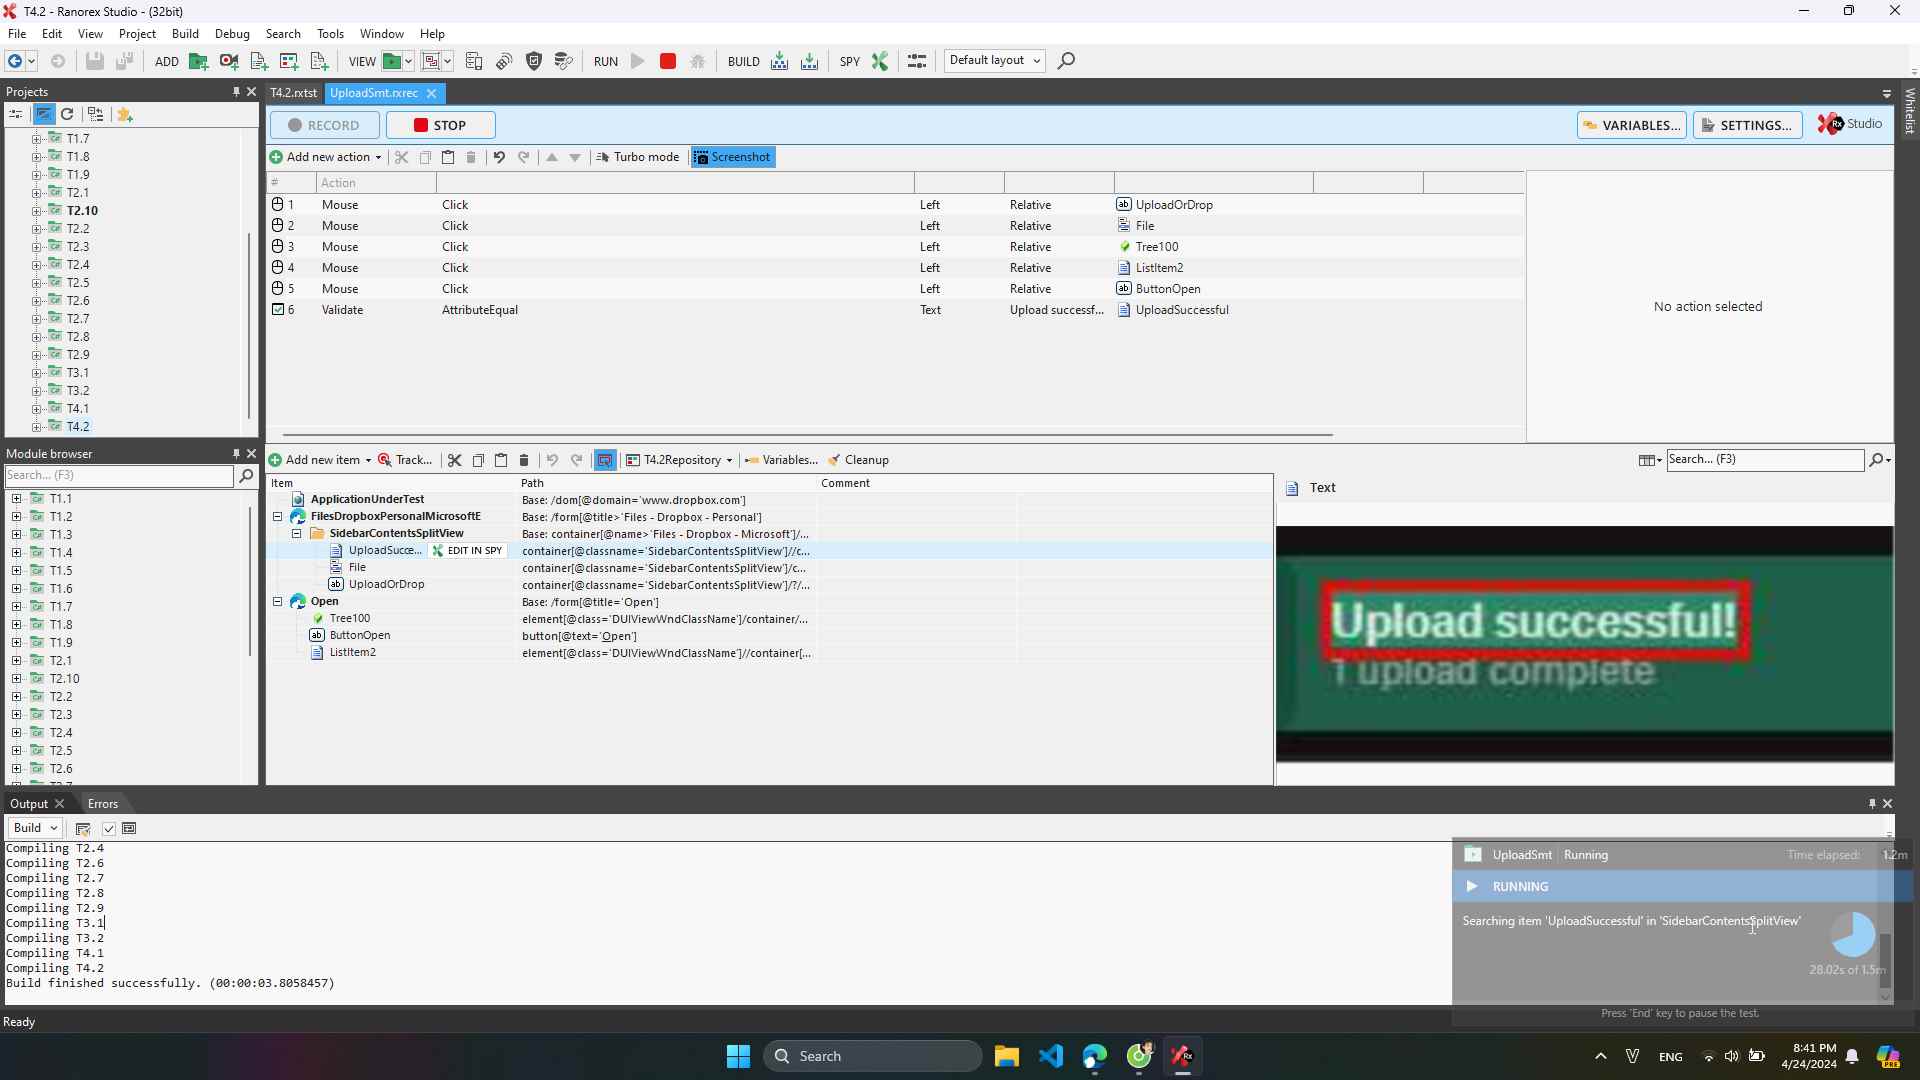 T4.2 - Ranorex Studio - (32bit)
File Edit View Project Build Debug Search Tools Window Help
ADD VIEW RUN BUILD SPY Default layout
Projects
T4.2.rxtst UploadSmt.rxrec
Whitelist
RECORD STOP VARIABLES... SETTINGS... Rx Studio
Add new action Turbo mode Screenshot
# Action
1 Mouse Click Left Relative UploadOrDrop
2 Mouse Click Left Relative File
3 Mouse Click Left Relative Tree100
4 Mouse Click Left Relative ListItem2
5 Mouse Click Left Relative ButtonOpen
6 Validate AttributeEqual Text Upload successf... UploadSuccessful
No action selected
T1.7
T1.8
T1.9
T2.1
T2.10
T2.2
T2.3
T2.4
T2.5
T2.6
T2.7
T2.8
T2.9
T3.1
T3.2
T4.1
T4.2
Module browser
Search... (F3)
T1.1
T1.2
T1.3
T1.4
T1.5
T1.6
T1.7
T1.8
T1.9
T2.1
T2.10
T2.2
T2.3
T2.4
T2.5
T2.6
Add new item Track... T4.2Repository Variables... Cleanup Search... (F3)
Item Path Comment
ApplicationUnderTest Base: /dom[@domain='www.dropbox.com']
FilesDropboxPersonalMicrosoftE Base: /form[@title>'Files - Dropbox - Personal']
SidebarContentsSplitView Base: container[@name>'Files - Dropbox - Microsoft']/...
UploadSucce... EDIT IN SPY container[@classname='SidebarContentsSplitView']//c...
File container[@classname='SidebarContentsSplitView']/c...
UploadOrDrop container[@classname='SidebarContentsSplitView']/?/...
Open Base: /form[@title='Open']
Tree100 element[@class='DUIViewWndClassName']/container/...
ButtonOpen button[@text='Open']
ListItem2 element[@class='DUIViewWndClassName']//container[...
Text
Upload successful!
1 upload complete
Output Errors
Build
Compiling T2.4
Compiling T2.6
Compiling T2.7
Compiling T2.8
Compiling T2.9
Compiling T3.1
Compiling T3.2
Compiling T4.1
Compiling T4.2
Build finished successfully. (00:00:03.8058457)
UploadSmt Running Time elapsed: 1.2m
RUNNING
Searching item 'UploadSuccessful' in 'SidebarContentsSplitView'
28.02s of 1.5m
Press 'End' key to pause the test.
Ready
Search
ENG
8:41 PM
4/24/2024